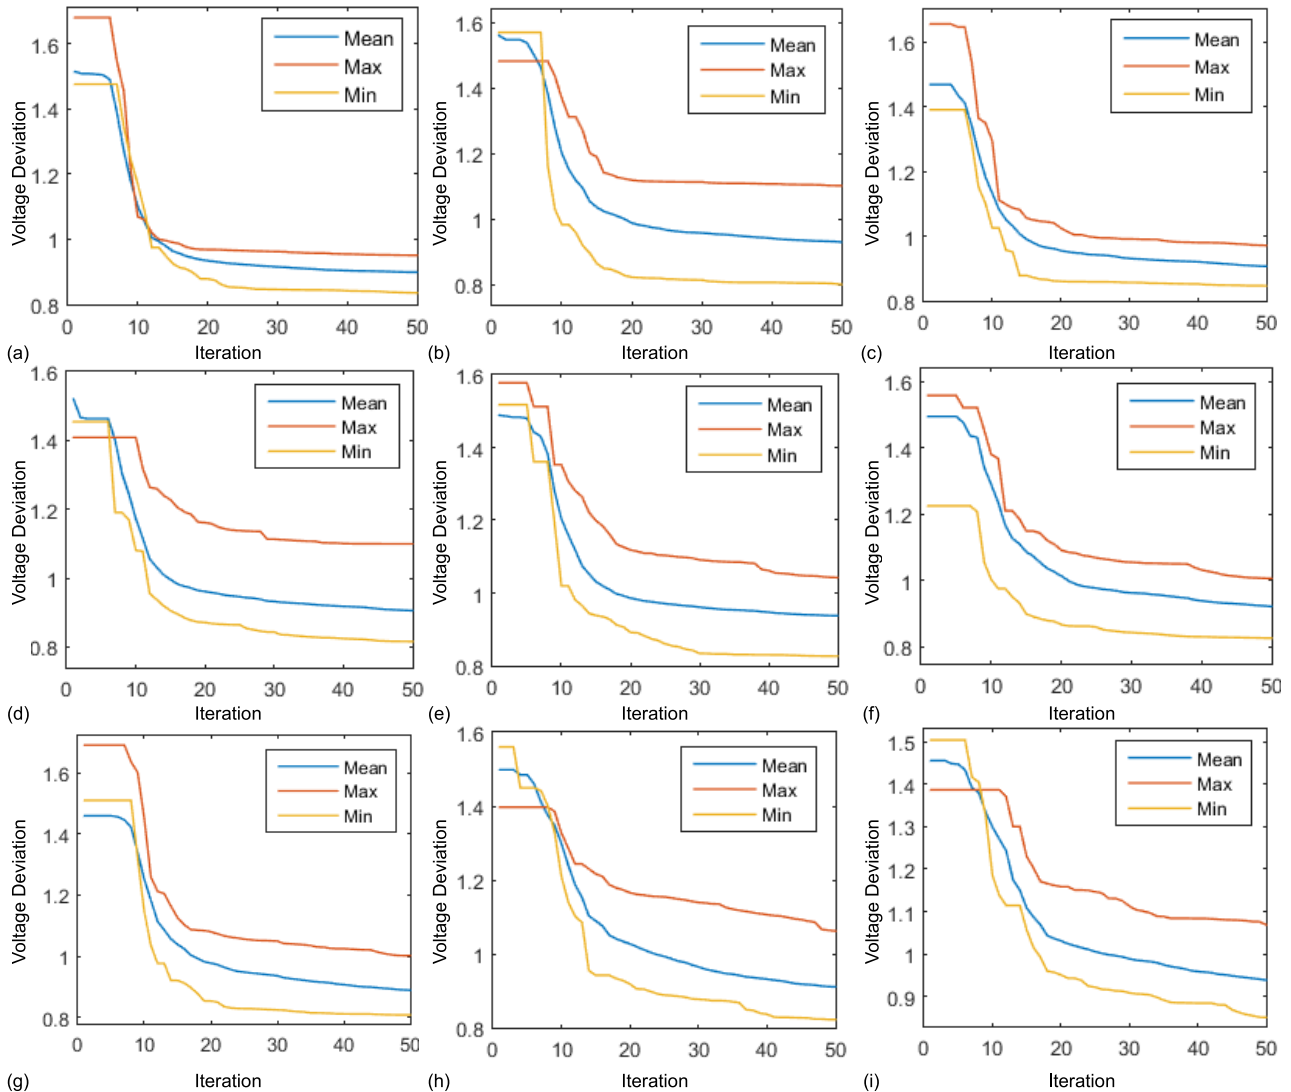 1.6
1.4
1.2
1
0.8
Voltage Deviation
Mean
Max
Min
0 10 20 30 40 50
(a) Iteration
1.6
1.4
1.2
1
0.8
Voltage Deviation
Mean
Max
Min
0 10 20 30 40 50
(b) Iteration
1.6
1.4
1.2
1
0.8
Voltage Deviation
Mean
Max
Min
0 10 20 30 40 50
(c) Iteration
1.6
1.4
1.2
1
0.8
Voltage Deviation
Mean
Max
Min
0 10 20 30 40 50
(d) Iteration
1.6
1.4
1.2
1
0.8
Voltage Deviation
Mean
Max
Min
0 10 20 30 40 50
(e) Iteration
1.6
1.4
1.2
1
0.8
Voltage Deviation
Mean
Max
Min
0 10 20 30 40 50
(f) Iteration
1.6
1.4
1.2
1
0.8
Voltage Deviation
Mean
Max
Min
0 10 20 30 40 50
(g) Iteration
1.6
1.4
1.2
1
0.8
Voltage Deviation
Mean
Max
Min
0 10 20 30 40 50
(h) Iteration
1.5
1.4
1.3
1.2
1.1
1
0.9
Voltage Deviation
Mean
Max
Min
0 10 20 30 40 50
(i) Iteration